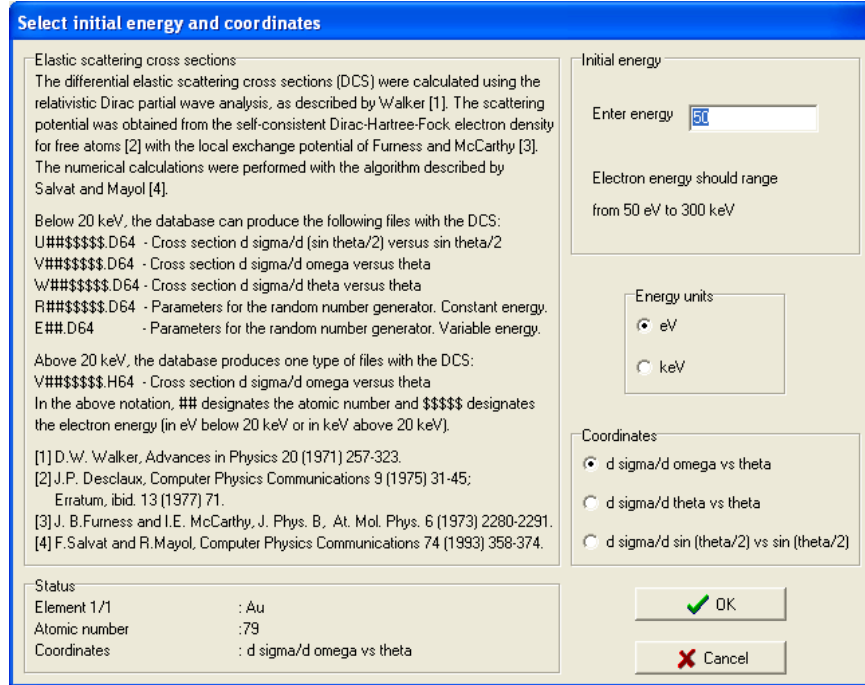 Select initial energy and coordinates
Elastic scattering cross sections
The differential elastic scattering cross sections (DCS) were calculated using the
relativistic Dirac partial wave analysis, as described by Walker [1]. The scattering
potential was obtained from the self-consistent Dirac-Hartree-Fock electron density
for free atoms [2] with the local exchange potential of Furness and McCarthy [3].
The numerical calculations were performed with the algorithm described by
Salvat and Mayol [4].
Below 20 keV, the database can produce the following files with the DCS:
U##$$$$$.D64 - Cross section d sigma/d (sin theta/2) versus sin theta/2
V##$$$$$.D64 - Cross section d sigma/d omega versus theta
W##$$$$$.D64 - Cross section d sigma/d theta versus theta
R##$$$$$.D64 - Parameters for the random number generator. Constant energy.
E##.D64 - Parameters for the random number generator. Variable energy.
Above 20 keV, the database produces one type of files with the DCS:
V##$$$$$.H64 - Cross section d sigma/d omega versus theta
In the above notation, ## designates the atomic number and $$$$$ designates
the electron energy (in eV below 20 keV or in keV above 20 keV).
[1] D.W. Walker, Advances in Physics 20 (1971) 257-323.
[2] J.P. Desclaux, Computer Physics Communications 9 (1975) 31-45;
Erratum, ibid. 13 (1977) 71.
[3] J. B.Furness and I.E. McCarthy, J. Phys. B, At. Mol. Phys. 6 (1973) 2280-2291.
[4] F.Salvat and R.Mayol, Computer Physics Communications 74 (1993) 358-374.
Status
Element 1/1 : Au
Atomic number :79
Coordinates : d sigma/d omega vs theta
Initial energy
Enter energy 50
Electron energy should range
from 50 eV to 300 keV
Energy units
eV
keV
Coordinates
d sigma/d omega vs theta
d sigma/d theta vs theta
d sigma/d sin (theta/2) vs sin (theta/2)
OK
Cancel